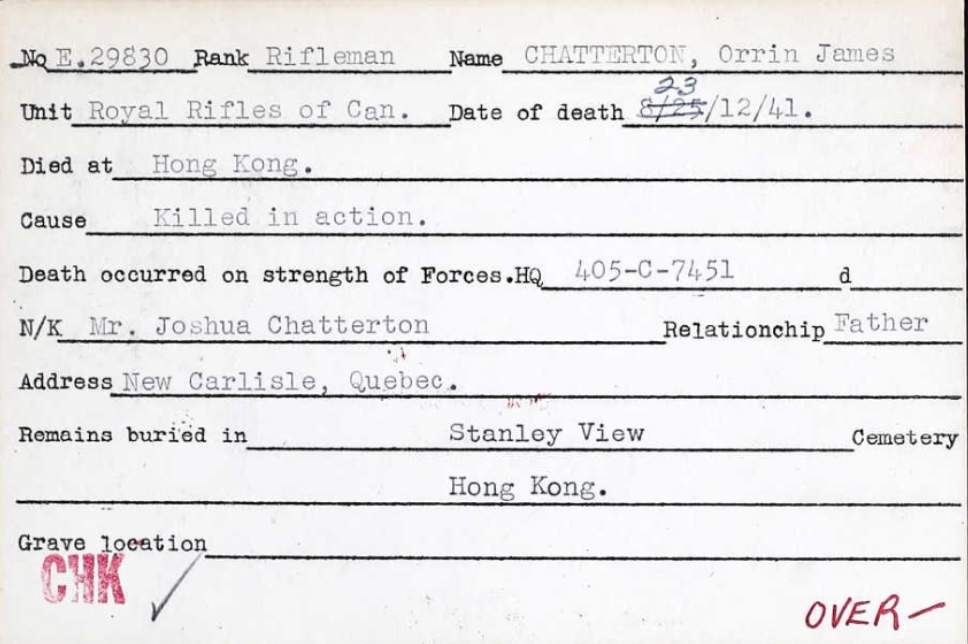 No E.29830 Rank Rifleman Name CHATTERTON, Orrin James
23
Unit Royal Rifles of Can. Date of death 8/25/12/41.
Died at Hong Kong.
Cause Killed in action.
Death occurred on strength of Forces.HQ 405-C-7451 d
N/K Mr. Joshua Chatterton Relationchip Father
Address New Carlisle, Quebec.
Remains buried in Stanley View Cemetery
Hong Kong.
Grave location
CHK
OVER-